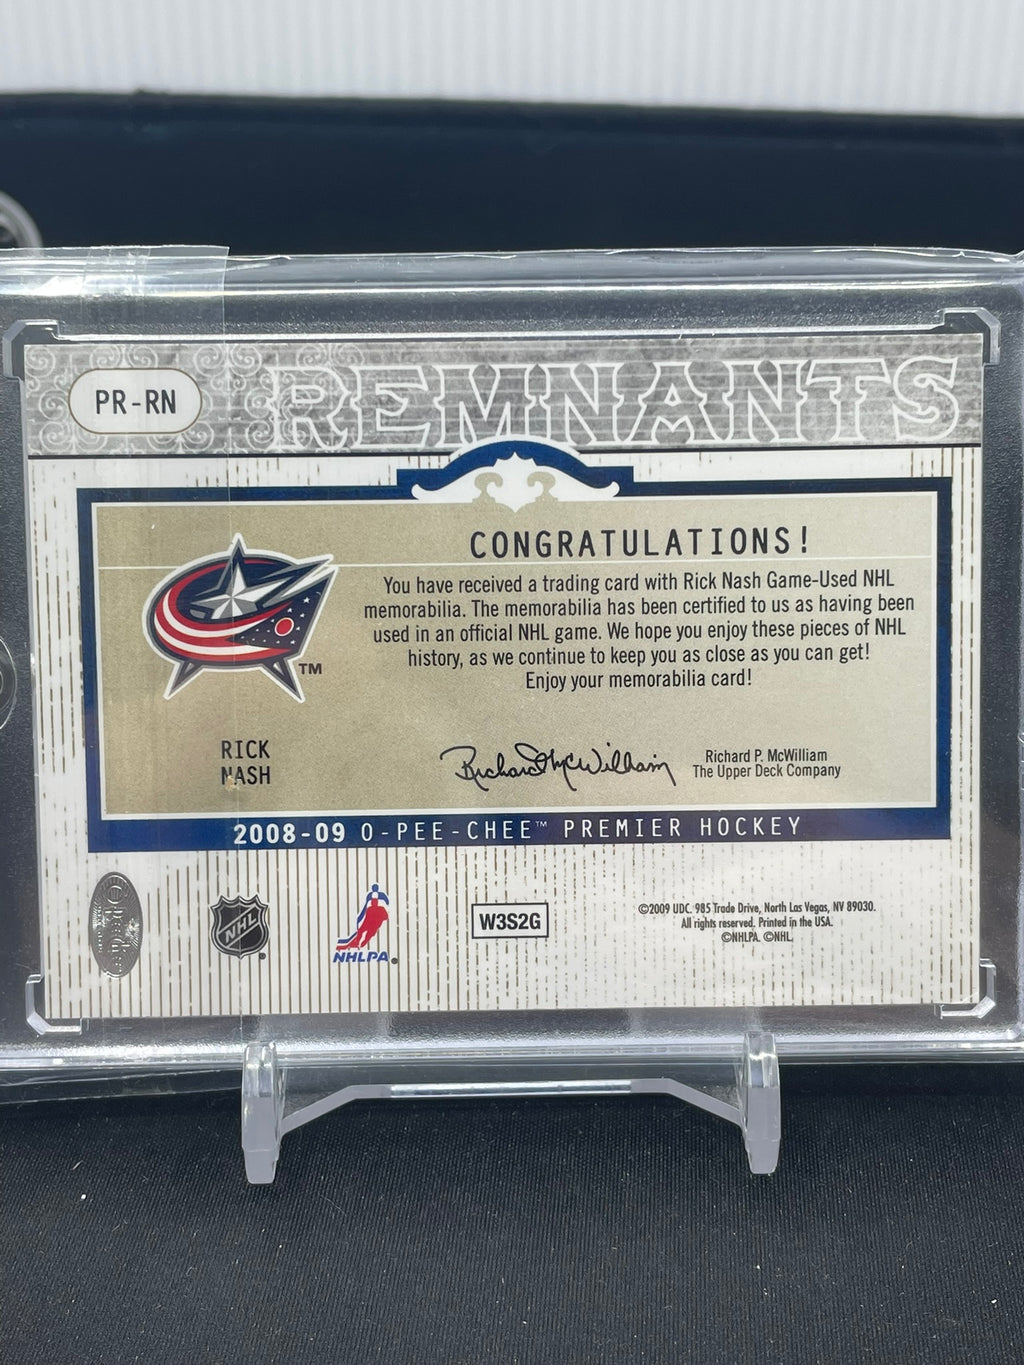 PR-RN
REMNANTS
CONGRATULATIONS!
You have received a trading card with Rick Nash Game-Used NHL
memorabilia. The memorabilia has been certified to us as having been
used in an official NHL game. We hope you enjoy these pieces of NHL
history, as we continue to keep you as close as you can get!
Enjoy your memorabilia card!
TM
RICK
NASH
Richard McWilliam
Richard P. McWilliam
The Upper Deck Company
2008-09 O-PEE-CHEE™ PREMIER HOCKEY
NHL
NHLPA
W3S2G
©2009 UDC. 985 Trade Drive, North Las Vegas, NV 89030.
All rights reserved. Printed in the USA.
©NHLPA. ©NHL.